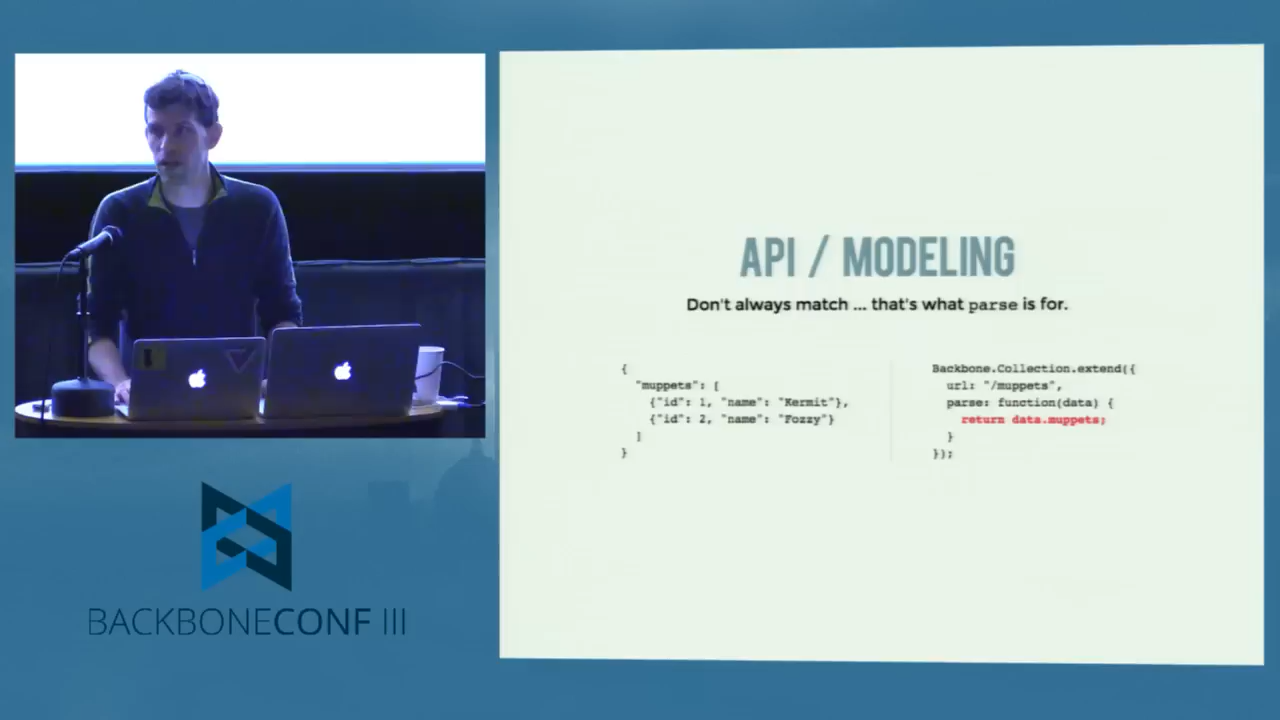 API / MODELING
Don't always match ... that's what parse is for.
{
"muppets": [
{"id": 1, "name": "Kermit"},
{"id": 2, "name": "Fozzy"}
]
}
Backbone.Collection.extend({
url: "/muppets",
parse: function(data) {
return data.muppets;
}
});
BACKBONECONF III